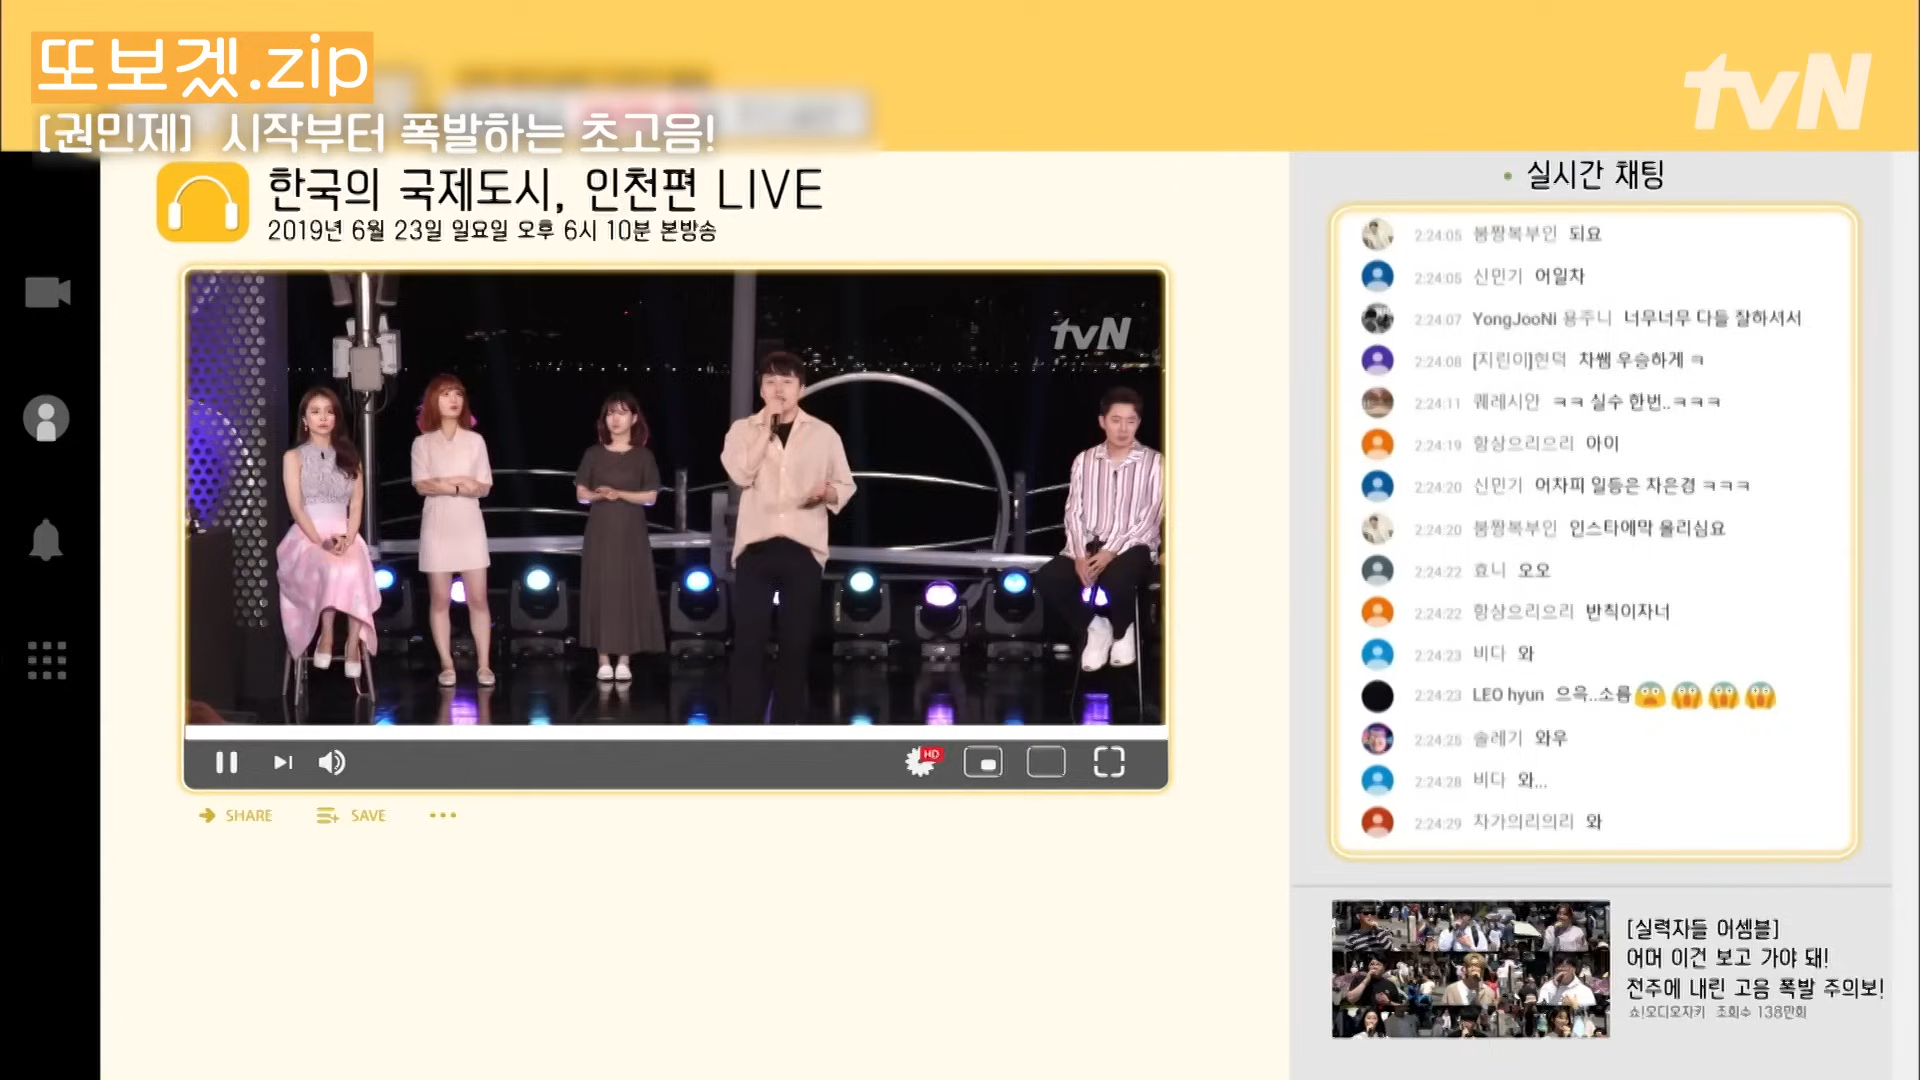 또보겠.zip
tvN
[권민제] 시작부터 폭발하는 초고음!
한국의 국제도시, 인천편 LIVE
2019년 6월 23일 일요일 오후 6시 10분 본방송
tvN
HD
SHARE SAVE
실시간 채팅
2:24:05 붐짱복부인 되요
2:24:05 신민기 어일차
2:24:07 YongJooNi 용주니 너무너무 다들 잘하셔서
2:24:08 [지린이]현덕 차쌤 우승하게 ㅋ
2:24:11 퀘레시안 ㅋㅋ 실수 한번..ㅋㅋㅋ
2:24:19 항상으리으리 아이
2:24:20 신민기 어차피 일등은 차은경 ㅋㅋㅋ
2:24:20 붐짱복부인 인스타에막 올리십요
2:24:22 효니 오오
2:24:22 항상으리으리 반칙이자너
2:24:23 비다 와
2:24:23 LEO hyun 으흑..소름😱😱😱😱
2:24:25 솔레기 와우
2:24:28 비다 와...
2:24:29 차가의리의리 와
[실력자들 어셈블]
어머 이건 보고 가야 돼!
전주에 내린 고음 폭발 주의보!
쇼!오디오자키 조회수 138만회